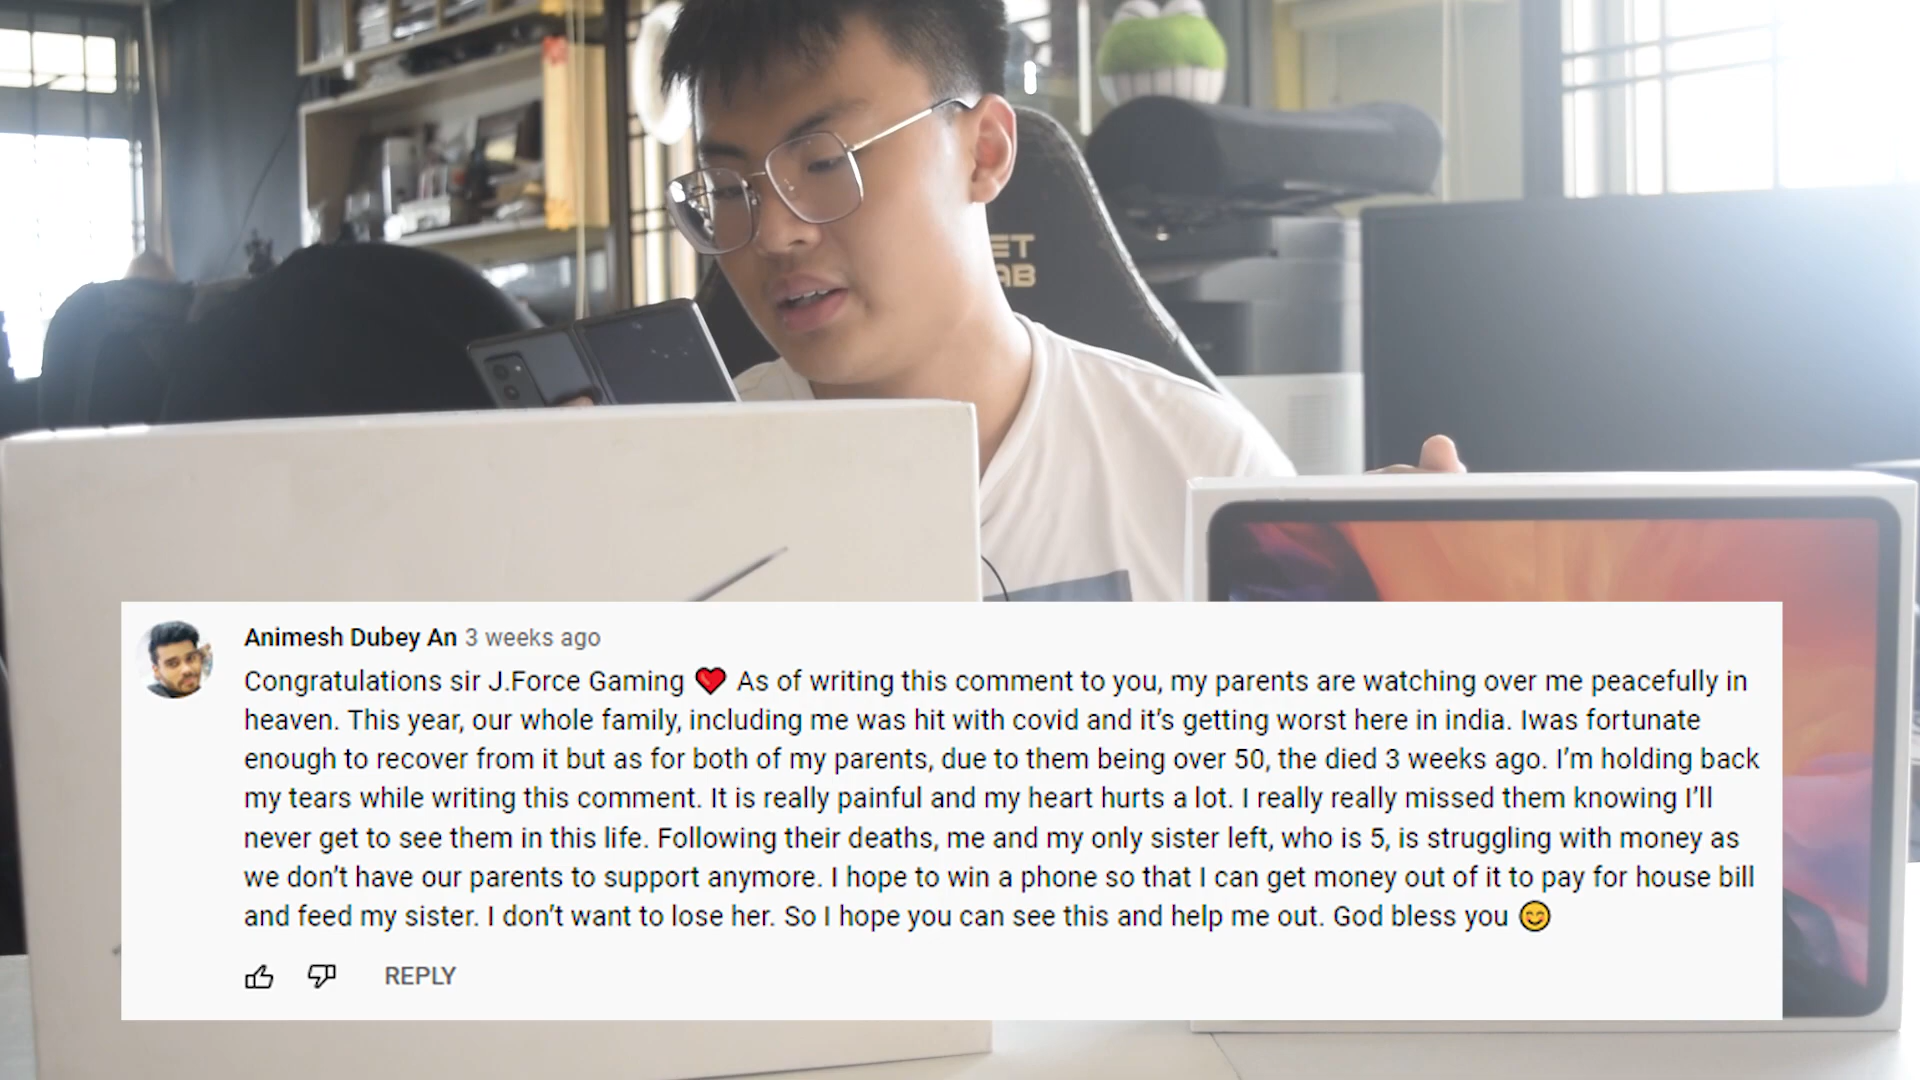 ET
AB
Animesh Dubey An 3 weeks ago
Congratulations sir J.Force Gaming ❤️ As of writing this comment to you, my parents are watching over me peacefully in
heaven. This year, our whole family, including me was hit with covid and it’s getting worst here in india. Iwas fortunate
enough to recover from it but as for both of my parents, due to them being over 50, the died 3 weeks ago. I’m holding back
my tears while writing this comment. It is really painful and my heart hurts a lot. I really really missed them knowing I’ll
never get to see them in this life. Following their deaths, me and my only sister left, who is 5, is struggling with money as
we don’t have our parents to support anymore. I hope to win a phone so that I can get money out of it to pay for house bill
and feed my sister. I don’t want to lose her. So I hope you can see this and help me out. God bless you 😊
REPLY